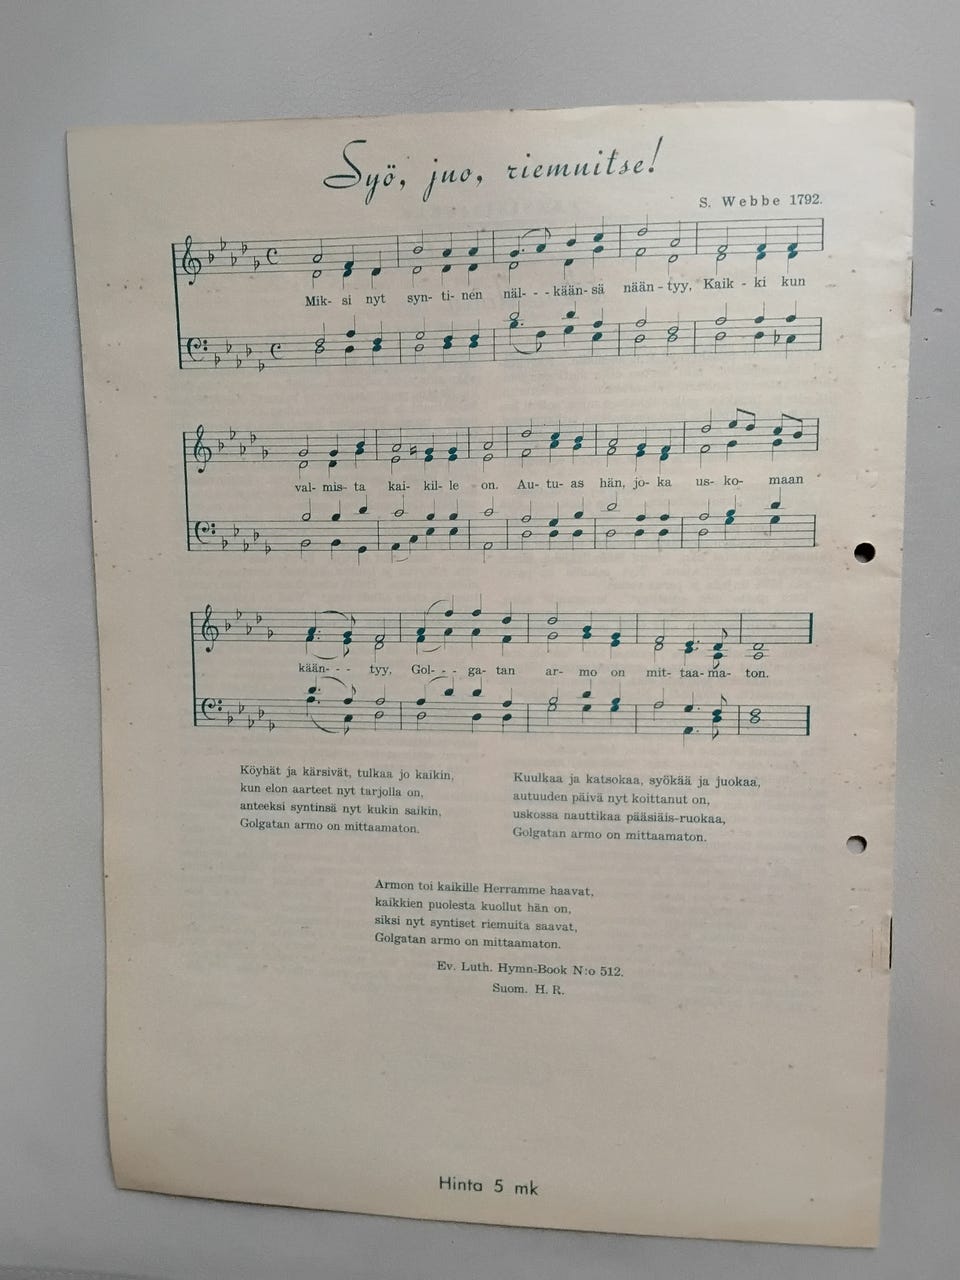 Syö, juo, riemuitse!
S. Webbe 1792.
Mik- si nyt syn- ti- nen näl- - - kään- sä nään - tyy, Kaik - ki kun
val- mis- ta kai- kil- le on. Au- tu- as hän, jo- ka us- ko- maan
kään- - - tyy, Gol- - - ga- tan ar- mo on mit- taa- ma- ton.
Köyhät ja kärsivät, tulkaa jo kaikin,
kun elon aarteet nyt tarjolla on,
anteeksi syntinsä nyt kukin saikin,
Golgatan armo on mittaamaton.
Kuulkaa ja katsokaa, syökää ja juokaa,
autuuden päivä nyt koittanut on,
uskossa nauttikaa pääsiäis-ruokaa,
Golgatan armo on mittaamaton.
Armon toi kaikille Herramme haavat,
kaikkien puolesta kuollut hän on,
siksi nyt syntiset riemuita saavat,
Golgatan armo on mittaamaton.
Ev. Luth. Hymn-Book N:o 512.
Suom. H. R.
Hinta 5 mk